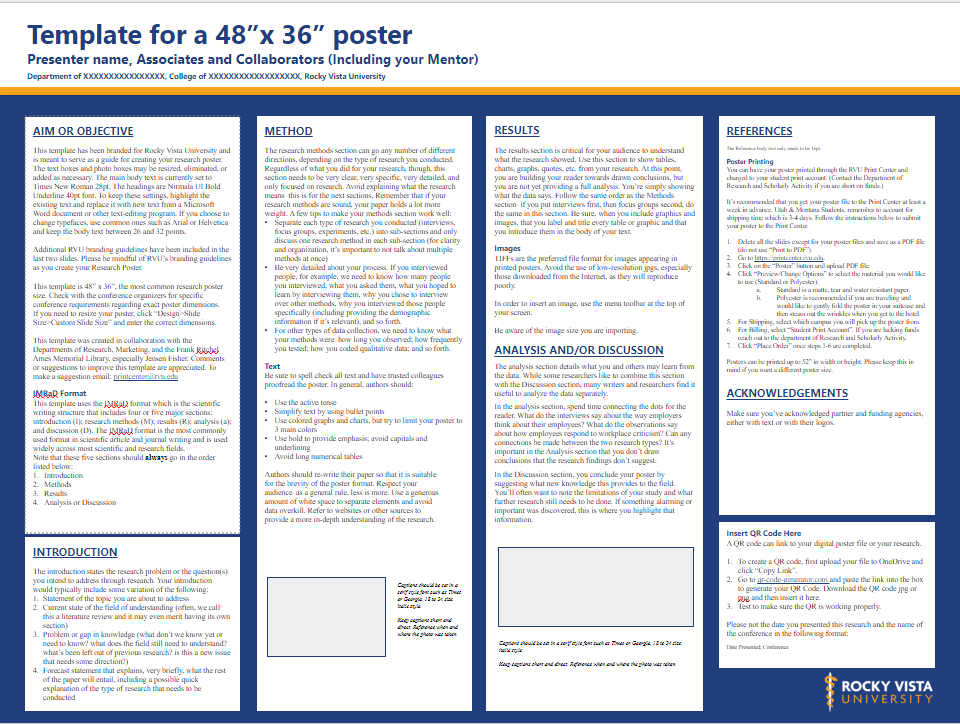 Template for a 48”x 36” poster
Presenter name, Associates and Collaborators (Including your Mentor)
Department of XXXXXXXXXXXXXXXX, College of XXXXXXXXXXXXXXXXXX, Rocky Vista University
AIM OR OBJECTIVE
This template has been branded for Rocky Vista University and
is meant to serve as a guide for creating your research poster.
The text boxes and photo boxes may be resized, eliminated, or
added as necessary. The main body text is currently set to
Times New Roman 28pt. The headings are Nirmala UI Bold
Underline 40pt format. To keep these settings, highlight the
existing text and replace it with new text from a Microsoft
Word document or other text-editing program. If you choose to
change typefaces, use common ones such as Arial or Helvetica
and keep the body text between 26 and 32 points.
Additional RVU branding guidelines have been included in the
last two slides. Please be mindful of RVU’s branding guidelines
as you create your Research Poster.
This template is 48” x 36”, the most common research poster
size. Check with the conference organizers for specific
conference requirements regarding exact poster dimensions.
If you need to resize your poster, click “Design>Slide
Size>Custom Slide Size” and enter the correct dimensions.
This template was created in collaboration with the
Departments of Research, Marketing, and the Frank Ritchel
Ames Memorial Library, especially Jensen Fisher. Comments
or suggestions to improve this template are appreciated. To
make a suggestion email: printcenter@rvu.edu
IMRaD Format
This template uses the IMRaD format which is the scientific
writing structure that includes four or five major sections:
introduction (I); research methods (M); results (R); analysis (a);
and discussion (D). The IMRaD format is the most commonly
used format in scientific article and journal writing and is used
widely across most scientific and research fields.
Note that these five sections should always go in the order
listed below:
1. Introduction
2. Methods
3. Results
4. Analysis or Discussion
INTRODUCTION
The introduction states the research problem or the question(s)
you intend to address through research. Your introduction
would typically include some variation of the following:
1. Statement of the topic you are about to address
2. Current state of the field of understanding (often, we call
this a literature review and it may even merit having its own
section)
3. Problem or gap in knowledge (what don’t we know yet or
need to know? what does the field still need to understand?
what’s been left out of previous research? is this a new issue
that needs some direction?)
4. Forecast statement that explains, very briefly, what the rest
of the paper will entail, including a possible quick
explanation of the type of research that needs to be
conducted
METHOD
The research methods section can go any number of different
directions, depending on the type of research you conducted.
Regardless of what you did for your research, though, this
section needs to be very clear, very specific, very detailed, and
only focused on research. Avoid explaining what the research
means this is for the next sections, Remember that if your
research methods are sound, your paper holds a lot more
weight. A few tips to make your methods section work well:
• Separate each type of research you conducted (interviews,
focus groups, experiments, etc.) into sub-sections and only
discuss one research method in each sub-section (for clarity
and organization, it’s important to not talk about multiple
methods at once)
• Be very detailed about your process. If you interviewed
people, for example, we need to know how many people
you interviewed, what you asked them, what you hoped to
learn by interviewing them, why you chose to interview
over other methods, why you interviewed those people
specifically (including providing the demographic
information if it’s relevant), and so forth.
• For other types of data collection, we need to know what
your methods were how long you observed; how frequently
you tested; how you coded qualitative data; and so forth.
Text
Be sure to spell check all text and have trusted colleagues
proofread the poster. In general, authors should:
• Use the active tense
• Simplify text by using bullet points
• Use colored graphs and charts, but try to limit your poster to
3 main colors
• Use bold to provide emphasis; avoid capitals and
underlining
• Avoid long numerical tables
Authors should re-write their paper so that it is suitable
for the brevity of the poster format. Respect your
audience as a general rule, less is more. Use a generous
amount of white space to separate elements and avoid
data overkill. Refer to websites or other sources to
provide a more in-depth understanding of the research.
Captions should be set in a
serif style font such as Times
or Georgia, 18 to 24 size,
italic style.
Keep captions short and
direct. Reference when and
where the photo was taken.
RESULTS
The results section is critical for your audience to understand
what the research showed. Use this section to show tables,
charts, graphs, quotes, etc. from your research. At this point,
you are building your reader towards drawn conclusions, but
you are not yet providing a full analysis. You’re simply showing
what the data says. Follow the same order as the Methods
section if you put interviews first, then focus groups second, do
the same in this section. Be sure, when you include graphics and
images, that you label and title every table or graphic and that
you introduce them in the body of your text.
Images
TIFFs are the preferred file format for images appearing in
printed posters. Avoid the use of low-resolution jpgs, especially
those downloaded from the Internet, as they will reproduce
poorly.
In order to insert an image, use the menu toolbar at the top of
your screen.
Be aware of the image size you are importing.
ANALYSIS AND/OR DISCUSSION
The analysis section details what you and others may learn from
the data. While some researchers like to combine this section
with the Discussion section, many writers and researchers find it
useful to analyze the data separately.
In the analysis section, spend time connecting the dots for the
reader. What do the interviews say about the way employers
think about their employees? What do the observations say
about how employees respond to workplace criticism? Can any
connections be made between the two research types? It’s
important in the Analysis section that you don’t draw
conclusions that the research findings don’t suggest.
In the Discussion section, you conclude your poster by
suggesting what new knowledge this provides to the field.
You’ll often want to note the limitations of your study and what
further research still needs to be done. If something alarming or
important was discovered, this is where you highlight that
information.
Captions should be set in a serif style font such as Times or Georgia, 18 to 24 size,
italic style.
Keep captions short and direct. Reference when and where the photo was taken.
REFERENCES
The Reference body text only needs to be 16pt.
Poster Printing
You can have your poster printed through the RVU Print Center and
charged to your student print account. (Contact the Department of
Research and Scholarly Activity if you are short on funds.)
It’s recommended that you get your poster file to the Print Center at least a
week in advance. Utah & Montana Students, remember to account for
shipping time which is 3-4 days. Follow the instructions below to submit
your poster to the Print Center.
1. Delete all the slides except for your poster files and save as a PDF file
(do not use “Print to PDF”)
2. Go to https://printcenter.rvu.edu.
3. Click on the “Poster” button and upload PDF file.
4. Click “Preview/Change Options” to select the material you would like
to use (Standard or Polyester).
a. Standard is a matte, tear and water resistant paper.
b. Polyester is recommended if you are traveling and
would like to gently fold the poster in your suitcase and
then steam out the wrinkles when you get to the hotel.
5. For Shipping, select which campus you will pick up the poster from.
6. For Billing, select “Student Print Account”. If you are lacking funds
reach out to the department of Research and Scholarly Activity.
7. Click “Place Order” once steps 1-6 are completed.
Posters can be printed up to 52” in width or height. Please keep this in
mind if you want a different poster size.
ACKNOWLEDGEMENTS
Make sure you’ve acknowledged partner and funding agencies,
either with text or with their logos.
Insert QR Code Here
A QR code can link to your digital poster file or your research.
1. To create a QR code, first upload your file to OneDrive and
click “Copy Link”.
2. Go to qr-code-generator.com and paste the link into the box
to generate your QR Code. Download the QR code jpg or
png and then insert it here.
3. Test to make sure the QR is working properly.
Please not the date you presented this research and the name of
the conference in the following format:
Date Presented; Conference
ROCKY VISTA
UNIVERSITY